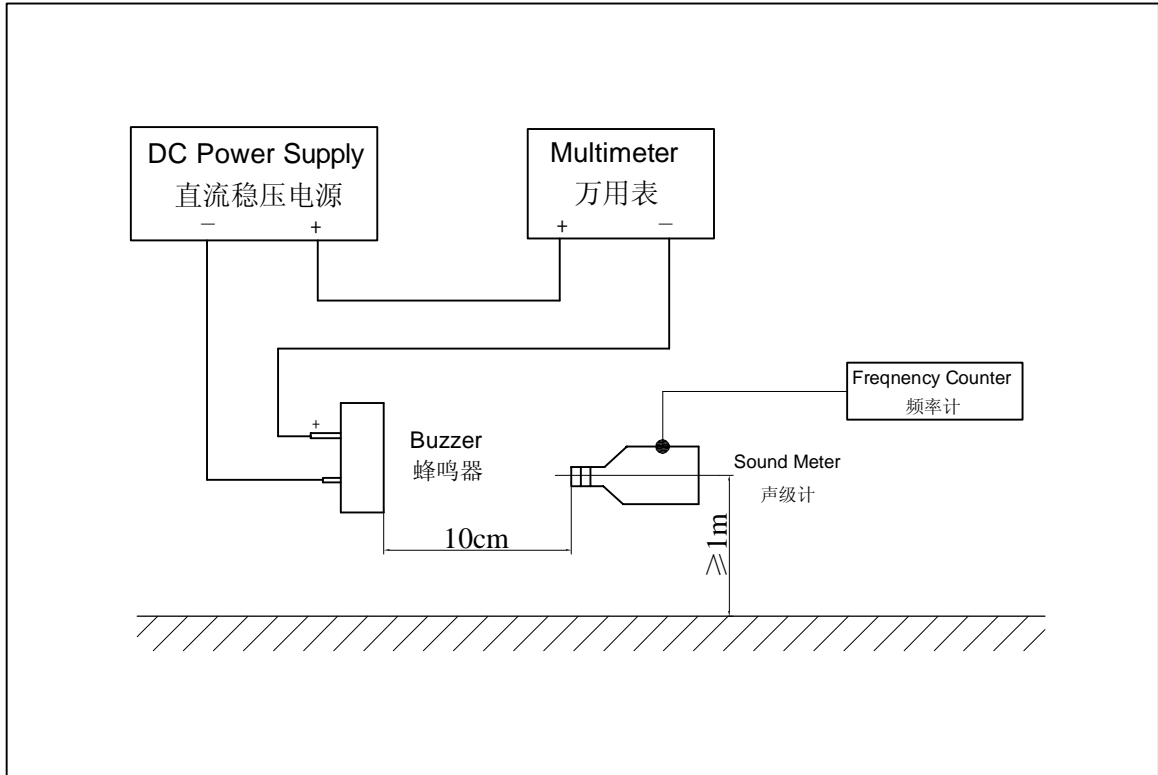 DC Power Supply
直流稳压电源
— +
Multimeter
万用表
+ —
Freqnency Counter
频率计
+
Buzzer
蜂鸣器
Sound Meter
声级计
10cm
≥1m